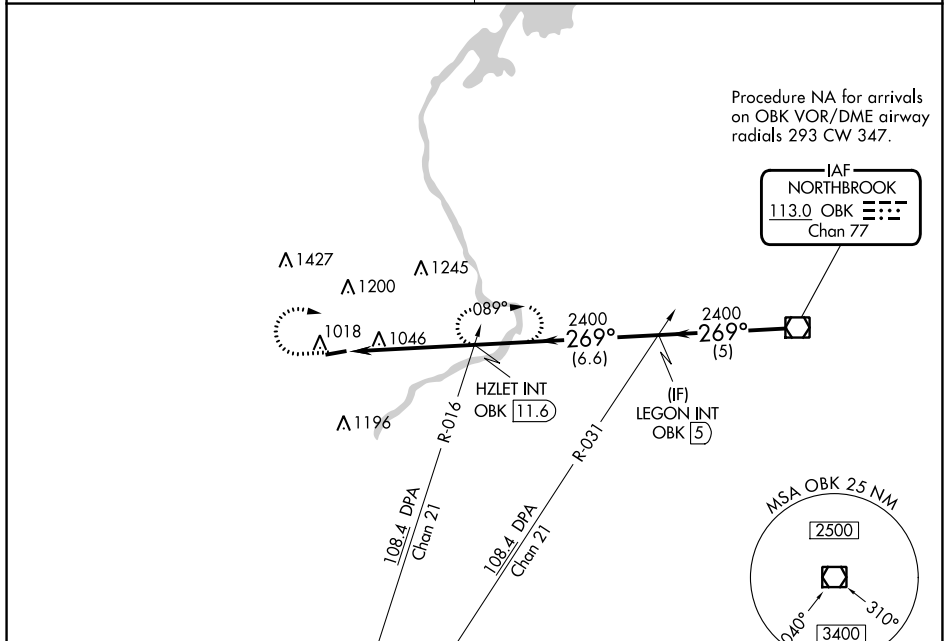 Procedure NA for arrivals
on OBK VOR/DME airway
radials 293 CW 347.
IAF
NORTHBROOK
113.0 OBK
Chan 77
1427
1200
1245
1018
1046
1196
089°
2400
269°
(6.6)
2400
269°
(5)
HZLET INT
OBK 11.6
(IF)
LEGON INT
OBK 5
R-016
R-031
108.4 DPA
Chan 21
108.4 DPA
Chan 21
MSA OBK 25 NM
2500
040°
310°
3400